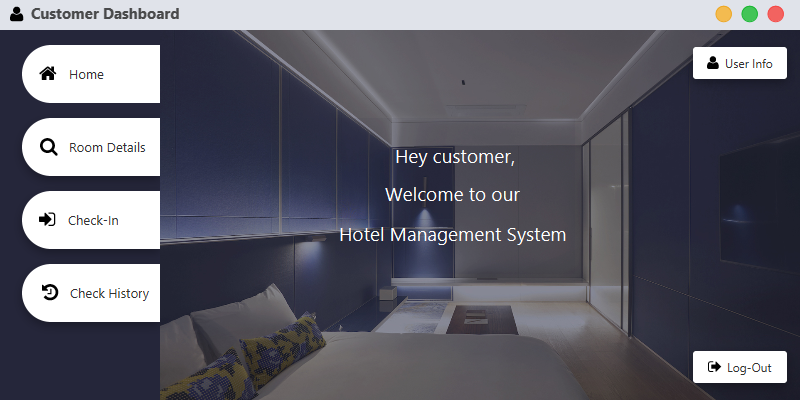 Customer Dashboard
Home
Room Details
Check-In
Check History
User Info
Hey customer,
Welcome to our
Hotel Management System
Log-Out